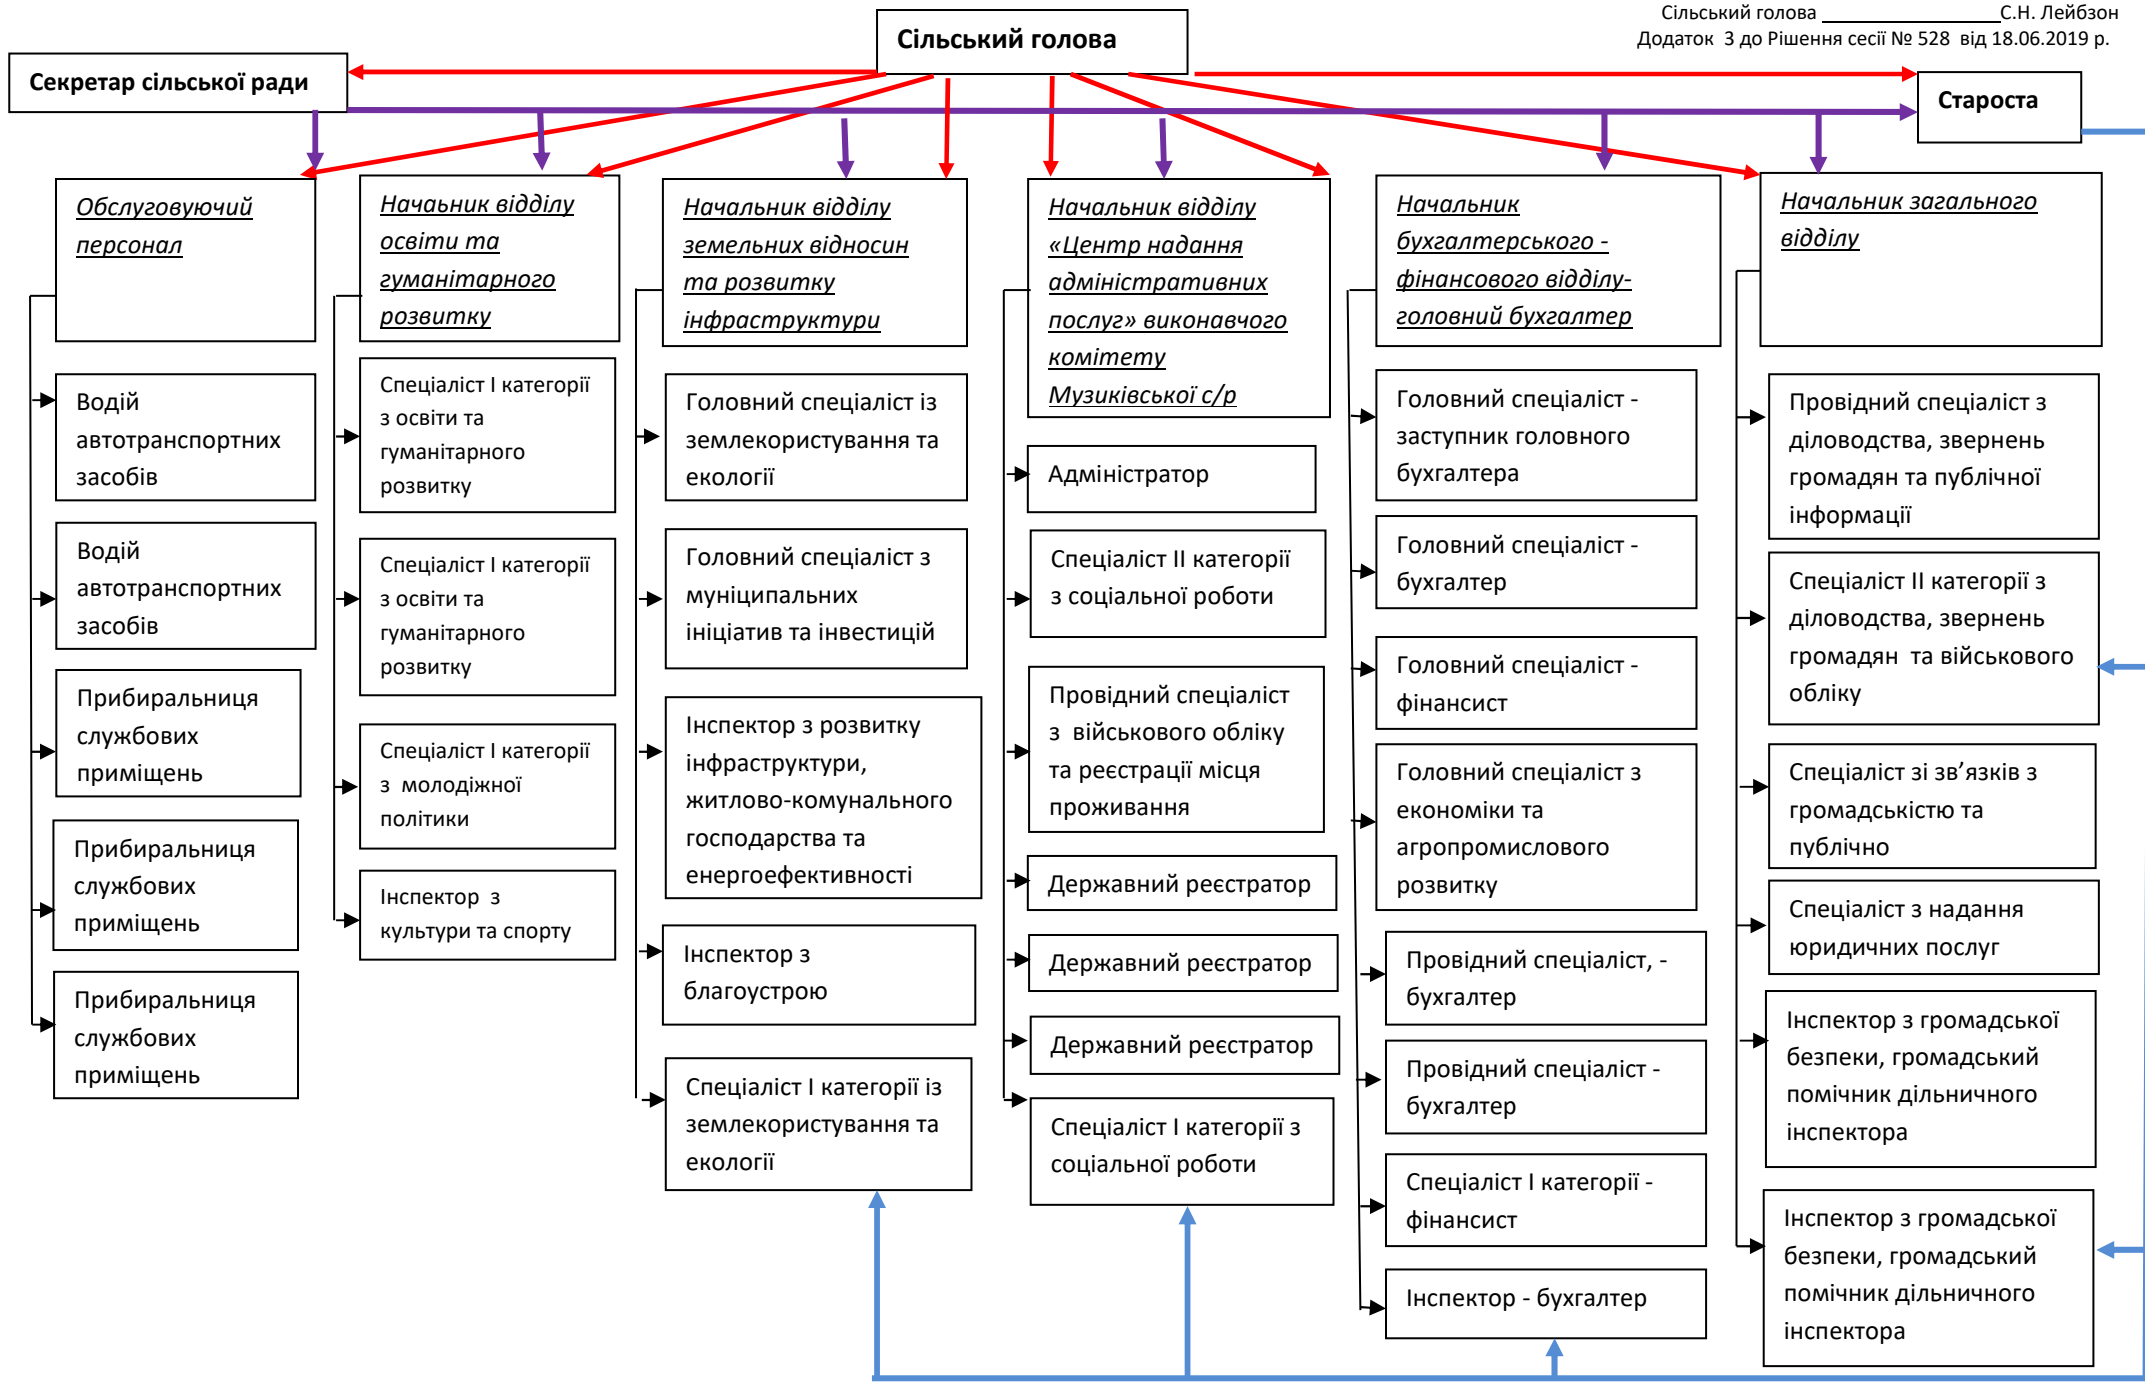 Сільський голова ____________________С.Н. Лейбзон
Додаток 3 до Рішення сесії № 528 від 18.06.2019 р.
Сільський голова
Секретар сільської ради
Староста
Обслуговуючий
персонал
Водій
автотранспортних
засобів
Водій
автотранспортних
засобів
Прибиральниця
службових
приміщень
Прибиральниця
службових
приміщень
Прибиральниця
службових
приміщень
Начаьник відділу
освіти та
гуманітарного
розвитку
Спеціаліст І категорії
з освіти та
гуманітарного
розвитку
Спеціаліст І категорії
з освіти та
гуманітарного
розвитку
Спеціаліст І категорії
з молодіжної
політики
Інспектор з
культури та спорту
Начальник відділу
земельних відносин
та розвитку
інфраструктури
Головний спеціаліст із
землекористування та
екології
Головний спеціаліст з
муніципальних
ініціатив та інвестицій
Інспектор з розвитку
інфраструктури,
житлово-комунального
господарства та
енергоефективності
Інспектор з
благоустрою
Спеціаліст І категорії із
землекористування та
екології
Начальник відділу
«Центр надання
адміністративних
послуг» виконавчого
комітету
Музиківської с/р
Адміністратор
Спеціаліст ІІ категорії
з соціальної роботи
Провідний спеціаліст
з військового обліку
та реєстрації місця
проживання
Державний реєстратор
Державний реєстратор
Державний реєстратор
Спеціаліст І категорії з
соціальної роботи
Начальник
бухгалтерського -
фінансового відділу-
головний бухгалтер
Головний спеціаліст -
заступник головного
бухгалтера
Головний спеціаліст -
бухгалтер
Головний спеціаліст -
фінансист
Головний спеціаліст з
економіки та
агропромислового
розвитку
Провідний спеціаліст, -
бухгалтер
Провідний спеціаліст -
бухгалтер
Спеціаліст І категорії -
фінансист
Інспектор - бухгалтер
Начальник загального
відділу
Провідний спеціаліст з
діловодства, звернень
громадян та публічної
інформації
Спеціаліст ІІ категорії з
діловодства, звернень
громадян та військового
обліку
Спеціаліст зі зв’язків з
громадськістю та
публічно
Спеціаліст з надання
юридичних послуг
Інспектор з громадської
безпеки, громадський
помічник дільничного
інспектора
Інспектор з громадської
безпеки, громадський
помічник дільничного
інспектора